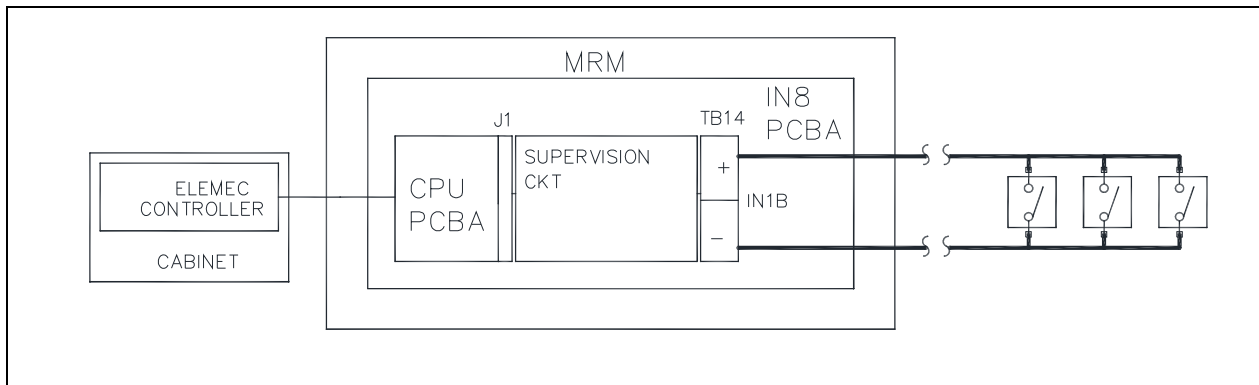 MRM
IN8
PCBA
J1
TB14
SUPERVISION
CKT
+
CPU
PCBA
IN1B
-
ELEMEC
CONTROLLER
CABINET